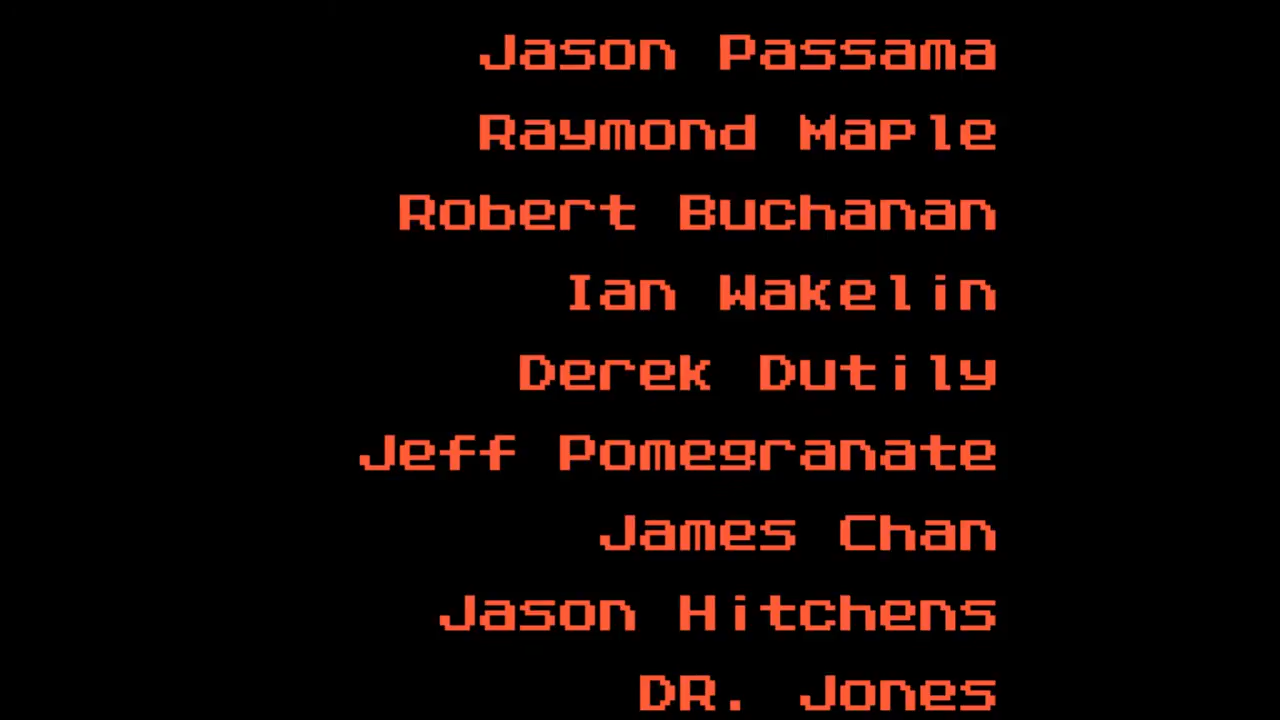 Jason Passama
Raymond Maple
Robert Buchanan
Ian Wakelin
Derek Dutily
Jeff Pomegranate
James Chan
Jason Hitchens
DR. Jones